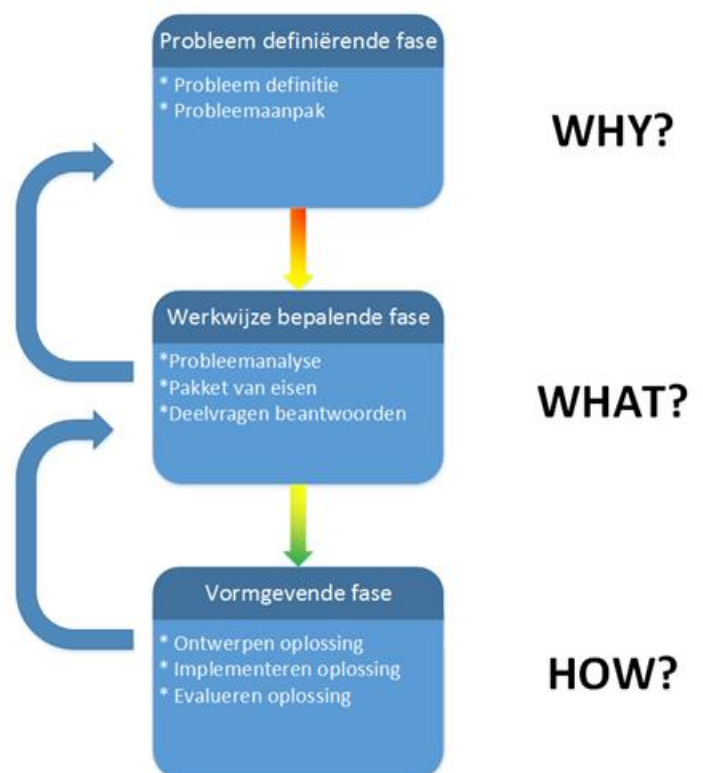 Probleem definiërende fase
* Probleem definitie
* Probleemaanpak
WHY?
Werkwijze bepalende fase
*Probleemanalyse
*Pakket van eisen
*Deelvragen beantwoorden
WHAT?
Vormgevende fase
* Ontwerpen oplossing
* Implementeren oplossing
* Evalueren oplossing
HOW?